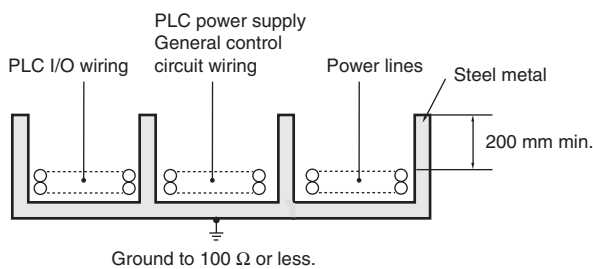 PLC I/O wiring
PLC power supply
General control
circuit wiring
Power lines
Steel metal
200 mm min.
Ground to 100 Ω or less.